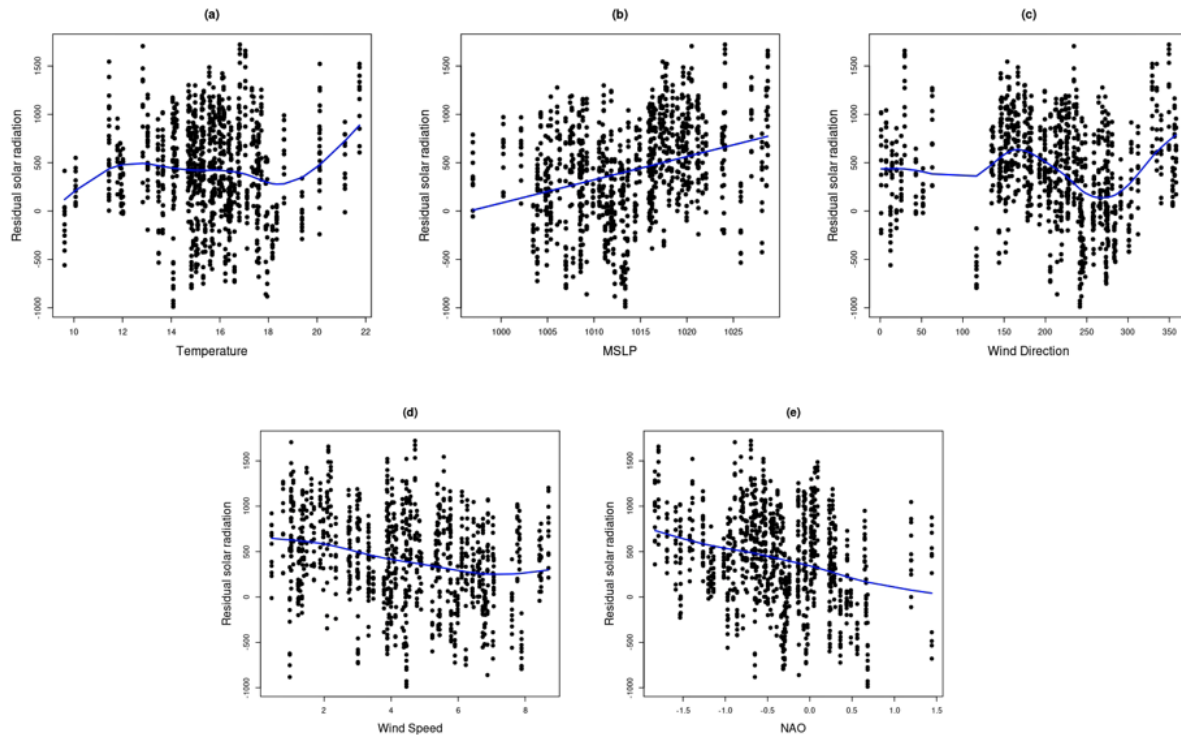 (a)
Residual solar radiation
1500
1000
500
0
-500
-1000
10 12 14 16 18 20 22
Temperature
(b)
Residual solar radiation
1500
1000
500
0
-500
-1000
1000 1005 1010 1015 1020 1025
MSLP
(c)
Residual solar radiation
1500
1000
500
0
-500
-1000
0 50 100 150 200 250 300 350
Wind Direction
(d)
Residual solar radiation
1500
1000
500
0
-500
-1000
2 4 6 8
Wind Speed
(e)
Residual solar radiation
1500
1000
500
0
-500
-1000
-1.5 -1.0 -0.5 0.0 0.5 1.0 1.5
NAO